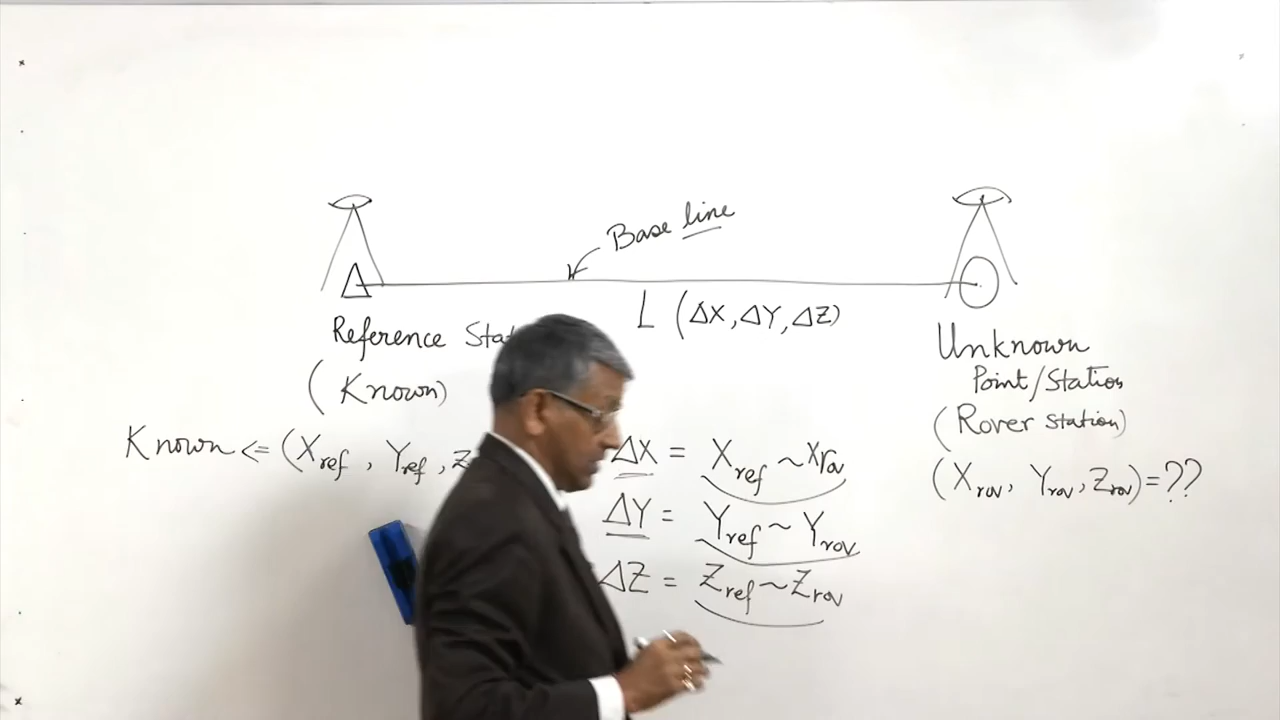 Base line
L (ΔX, ΔY, ΔZ)
Reference
(Known)
Unknown
Point/Station
(Rover Station)
Known <= (Xref, Yref,
(Xrov, Yrov, Zrov) = ??
ΔX = Xref ~ Xrov
ΔY = Yref ~ Yrov
ΔZ = Zref ~ Zrov